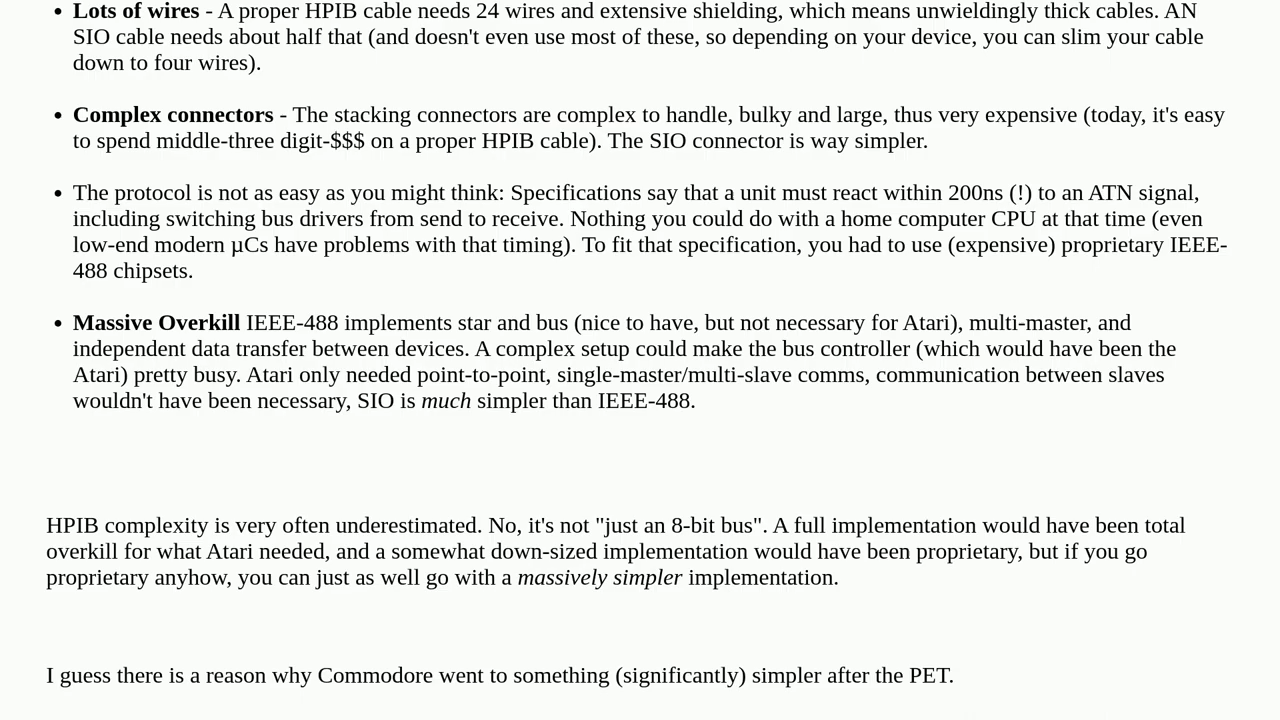 • Lots of wires - A proper HPIB cable needs 24 wires and extensive shielding, which means unwieldingly thick cables. AN
SIO cable needs about half that (and doesn't even use most of these, so depending on your device, you can slim your cable
down to four wires).
• Complex connectors - The stacking connectors are complex to handle, bulky and large, thus very expensive (today, it's easy
to spend middle-three digit-$$$ on a proper HPIB cable). The SIO connector is way simpler.
• The protocol is not as easy as you might think: Specifications say that a unit must react within 200ns (!) to an ATN signal,
including switching bus drivers from send to receive. Nothing you could do with a home computer CPU at that time (even
low-end modern µCs have problems with that timing). To fit that specification, you had to use (expensive) proprietary IEEE-
488 chipsets.
• Massive Overkill IEEE-488 implements star and bus (nice to have, but not necessary for Atari), multi-master, and
independent data transfer between devices. A complex setup could make the bus controller (which would have been the
Atari) pretty busy. Atari only needed point-to-point, single-master/multi-slave comms, communication between slaves
wouldn't have been necessary, SIO is much simpler than IEEE-488.
HPIB complexity is very often underestimated. No, it's not "just an 8-bit bus". A full implementation would have been total
overkill for what Atari needed, and a somewhat down-sized implementation would have been proprietary, but if you go
proprietary anyhow, you can just as well go with a massively simpler implementation.
I guess there is a reason why Commodore went to something (significantly) simpler after the PET.